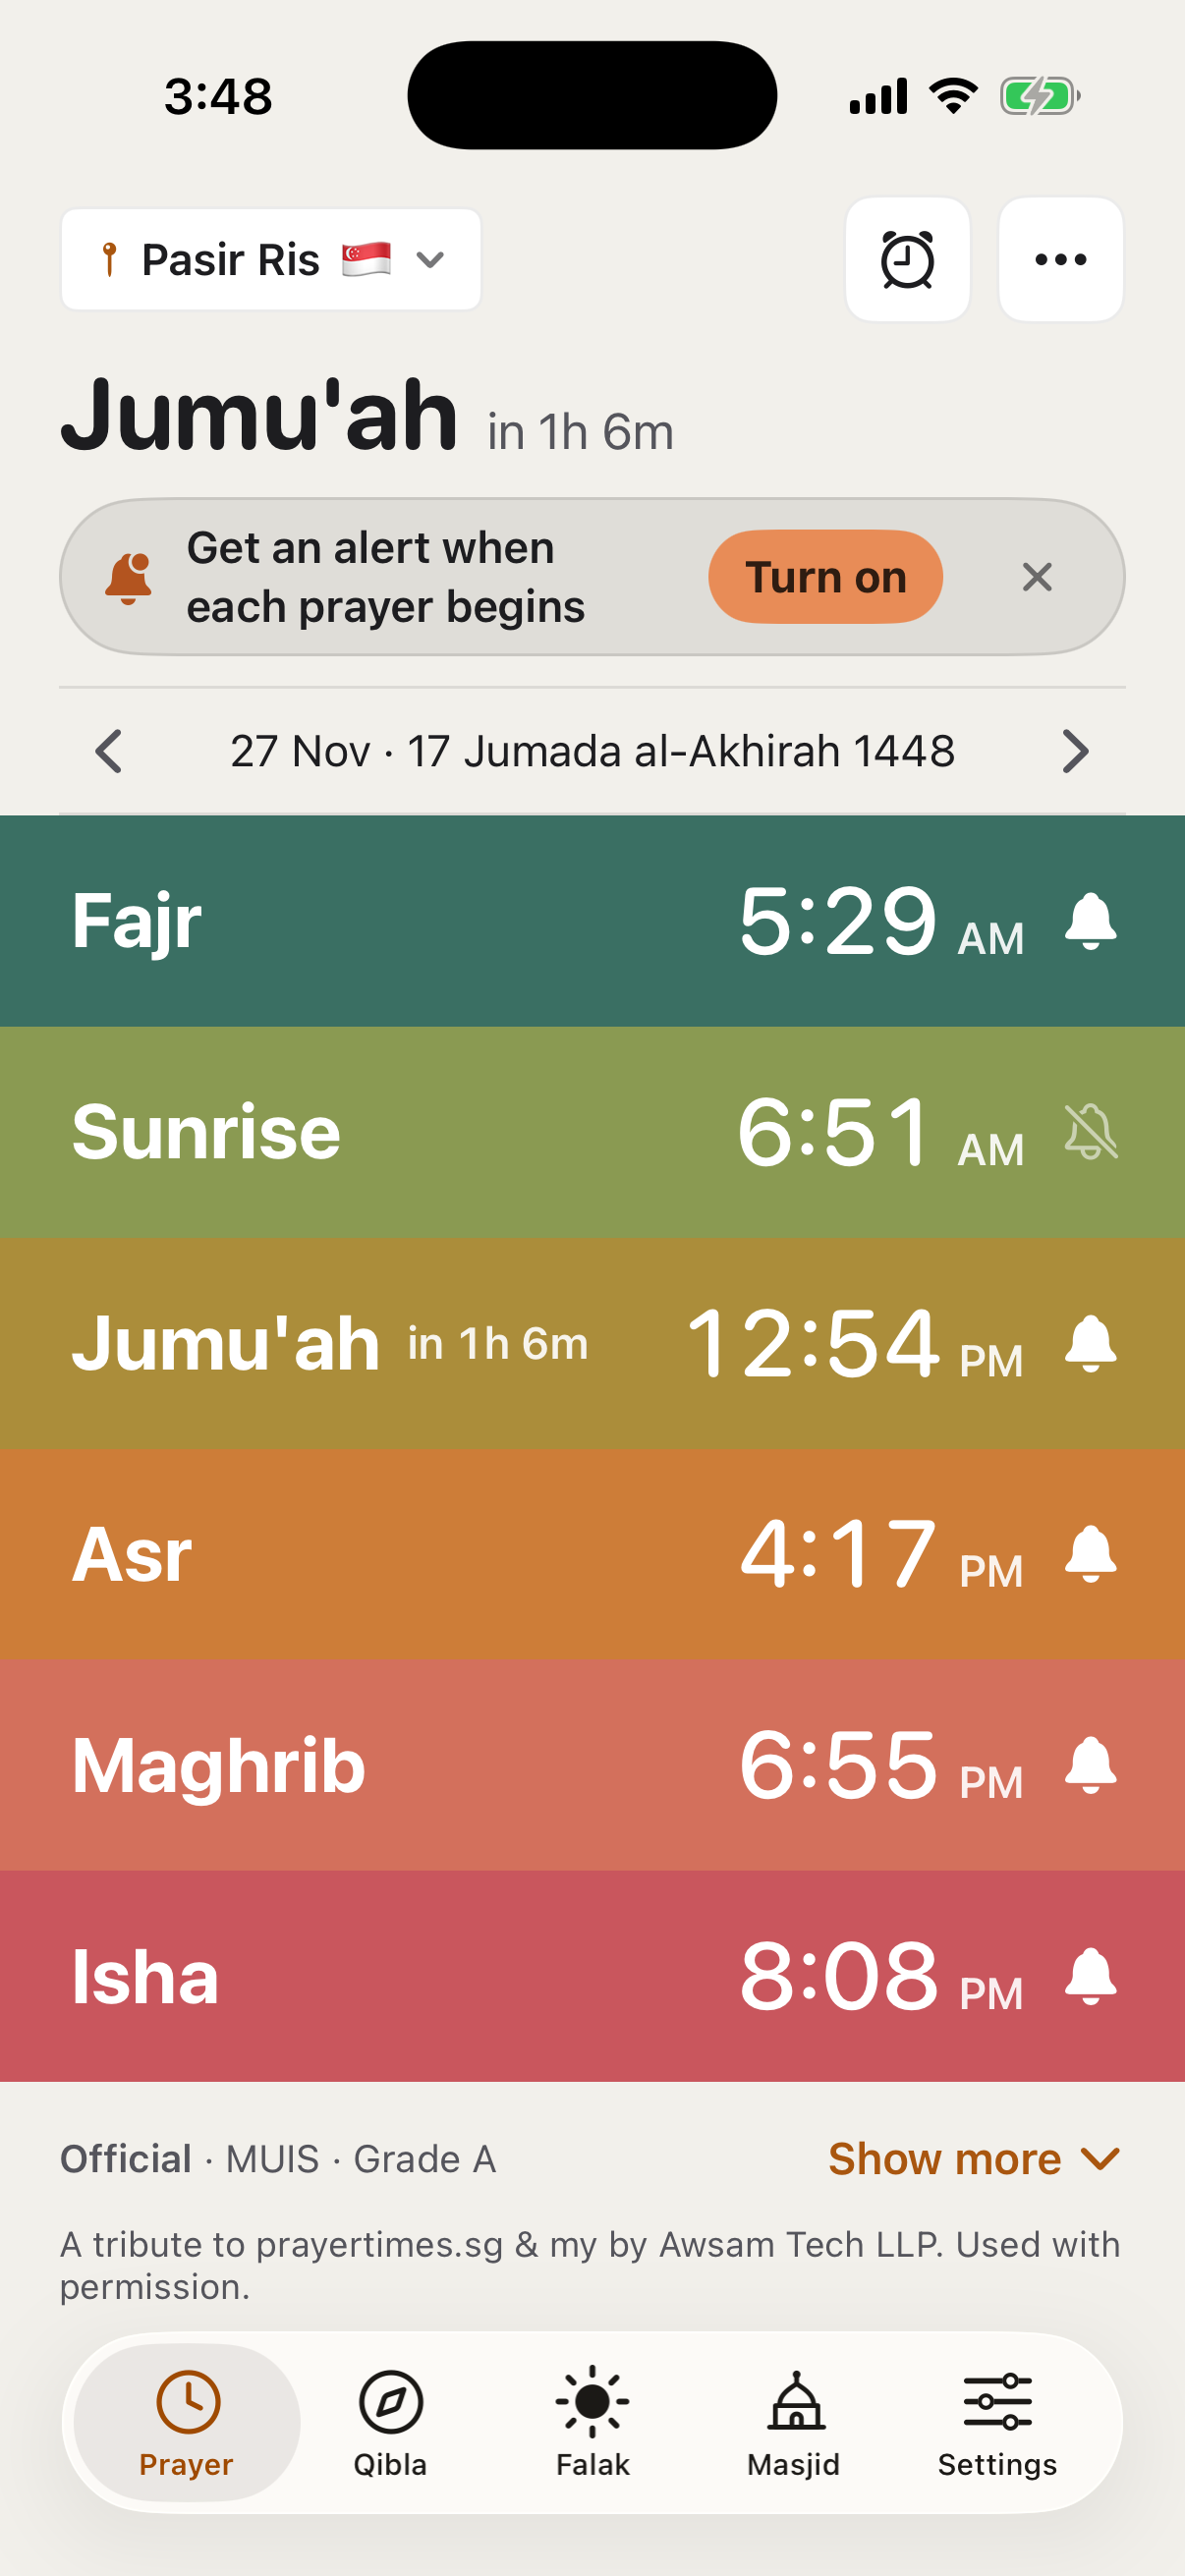 3:48
Pasir Ris
Jumu'ah in 1h 6m
Get an alert when
each prayer begins
Turn on
27 Nov · 17 Jumada al-Akhirah 1448
Fajr 5:29 AM
Sunrise 6:51 AM
Jumu'ah in 1h 6m 12:54 PM
Asr 4:17 PM
Maghrib 6:55 PM
Isha 8:08 PM
Official · MUIS · Grade A
Show more
A tribute to prayertimes.sg & my by Awsam Tech LLP. Used with
permission.
Prayer Qibla Falak Masjid Settings